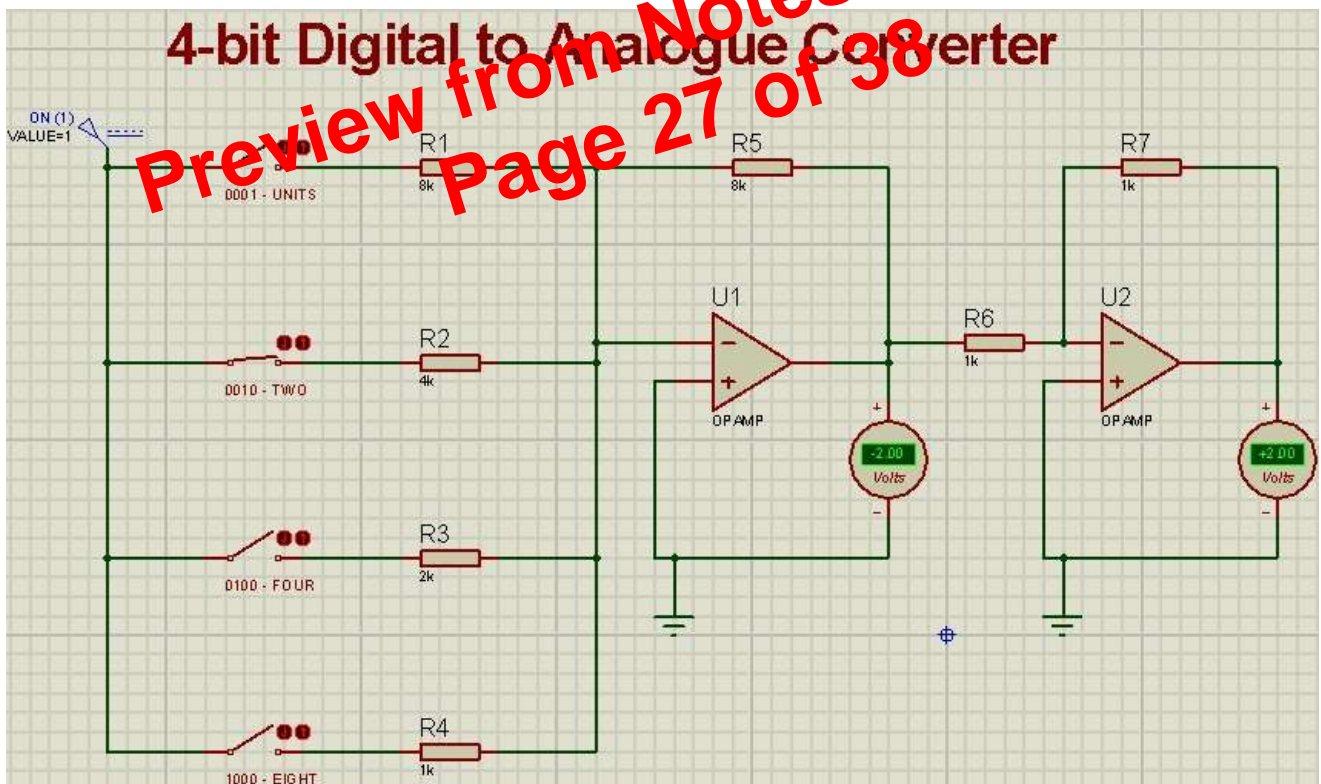 4-bit Digital to Analogue Converter
Preview from Notes
Page 27 of 38
ON (1)
VALUE=1
R1
8k
0001 - UNITS
R5
8k
R7
1k
R2
4k
0010 - TWO
U1
OPAMP
R6
1k
U2
OPAMP
+
-2.00
Volts
-
+
+2.00
Volts
-
R3
2k
0100 - FOUR
R4
1k
1000 - EIGHT